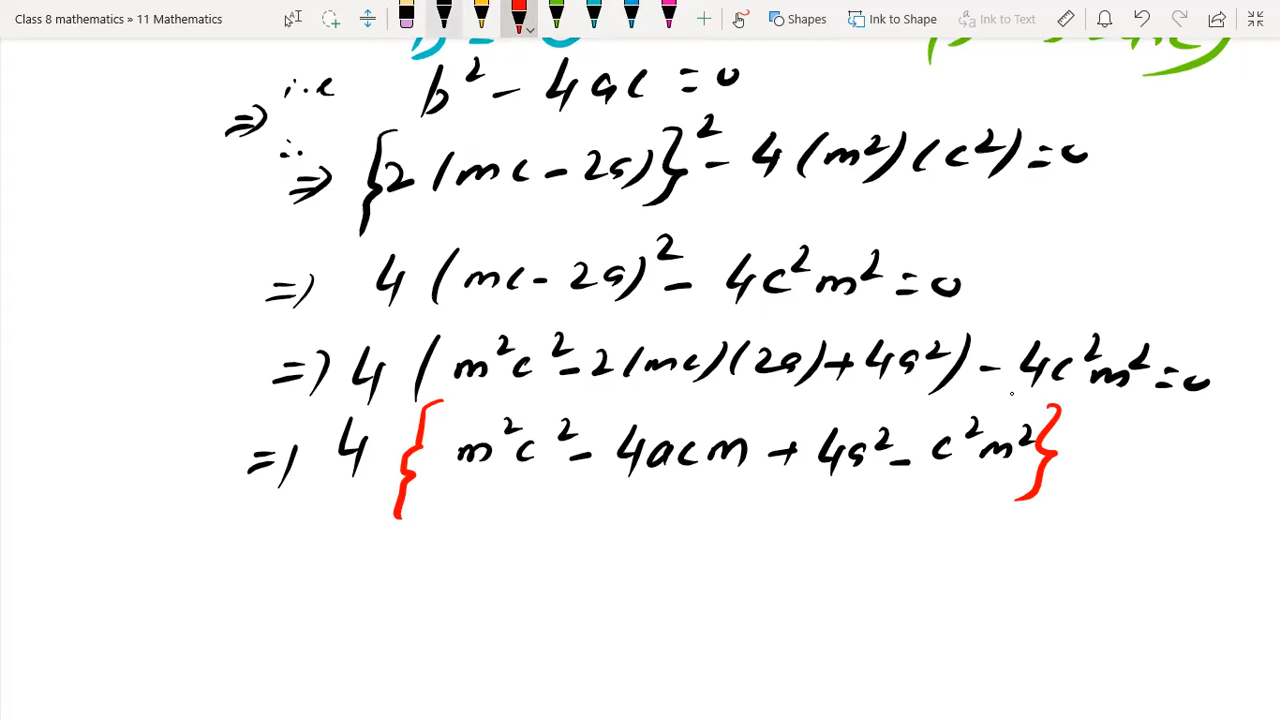 Class 8 mathematics » 11 Mathematics Shapes Ink to Shape Ink to Text
i.e b² - 4ac = 0
⇒
∴ ⇒ {2(mc - 2a)}² - 4(m²)(c²) = 0
⇒ 4(mc - 2a)² - 4c²m² = 0
⇒ 4(m²c² - 2(mc)(2a) + 4a²) - 4c²m² = 0
⇒ 4{m²c² - 4acm + 4a² - c²m²}